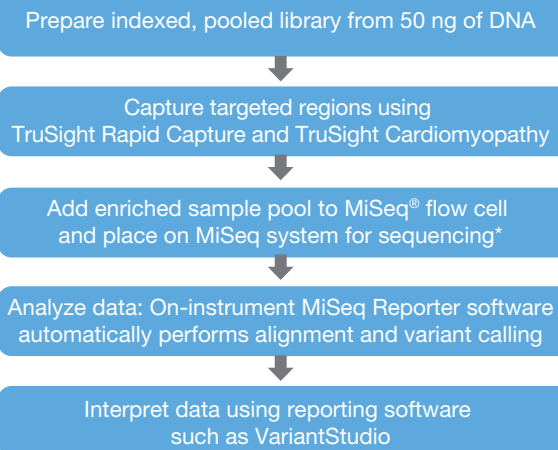 Prepare indexed, pooled library from 50 ng of DNA
Capture targeted regions using
TruSight Rapid Capture and TruSight Cardiomyopathy
Add enriched sample pool to MiSeq® flow cell
and place on MiSeq system for sequencing*
Analyze data: On-instrument MiSeq Reporter software
automatically performs alignment and variant calling
Interpret data using reporting software
such as VariantStudio